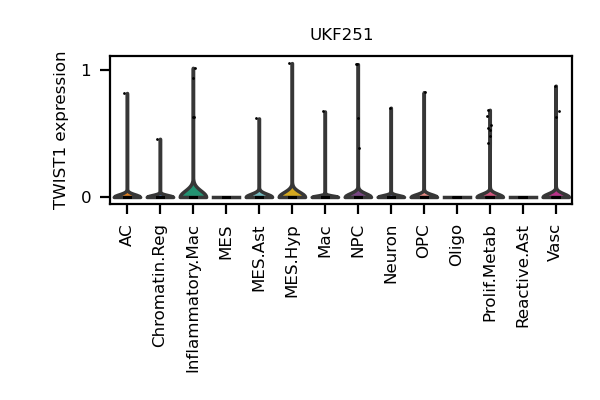 UKF251
TWIST1 expression
1
0
AC
Chromatin.Reg
Inflammatory.Mac
MES
MES.Ast
MES.Hyp
Mac
NPC
Neuron
OPC
Oligo
Prolif.Metab
Reactive.Ast
Vasc